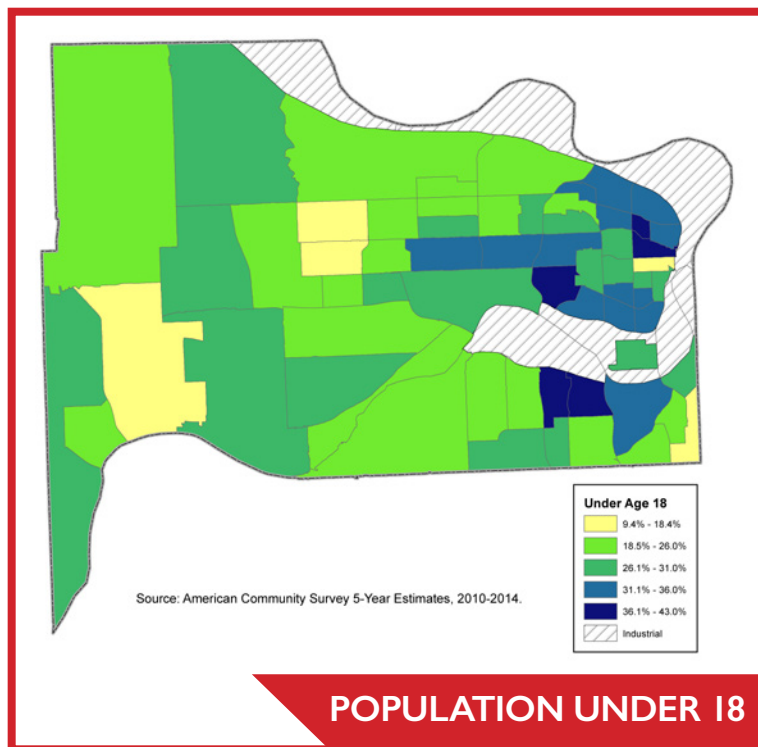 Under Age 18
9.4% - 18.4%
18.5% - 26.0%
26.1% - 31.0%
31.1% - 36.0%
36.1% - 43.0%
Industrial
Source: American Community Survey 5-Year Estimates, 2010-2014.
POPULATION UNDER 18